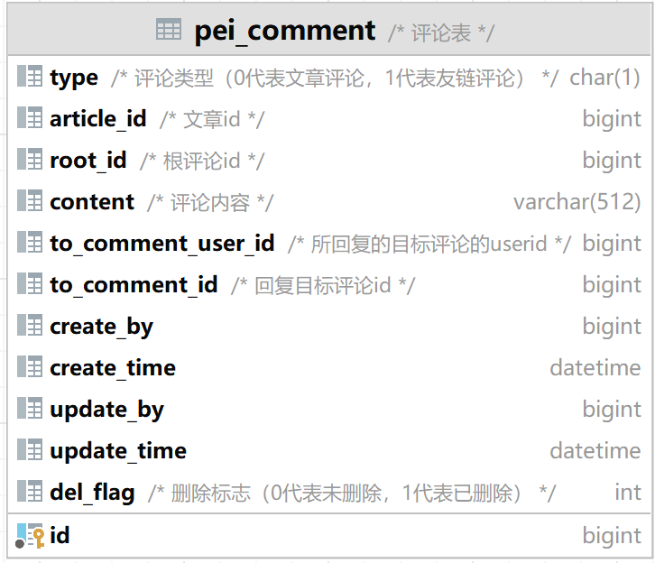 pei_comment /* 评论表 */
type /* 评论类型（0代表文章评论，1代表友链评论） */ char(1)
article_id /* 文章id */ bigint
root_id /* 根评论id */ bigint
content /* 评论内容 */ varchar(512)
to_comment_user_id /* 所回复的目标评论的userid */ bigint
to_comment_id /* 回复目标评论id */ bigint
create_by bigint
create_time datetime
update_by bigint
update_time datetime
del_flag /* 删除标志（0代表未删除，1代表已删除） */ int
id bigint